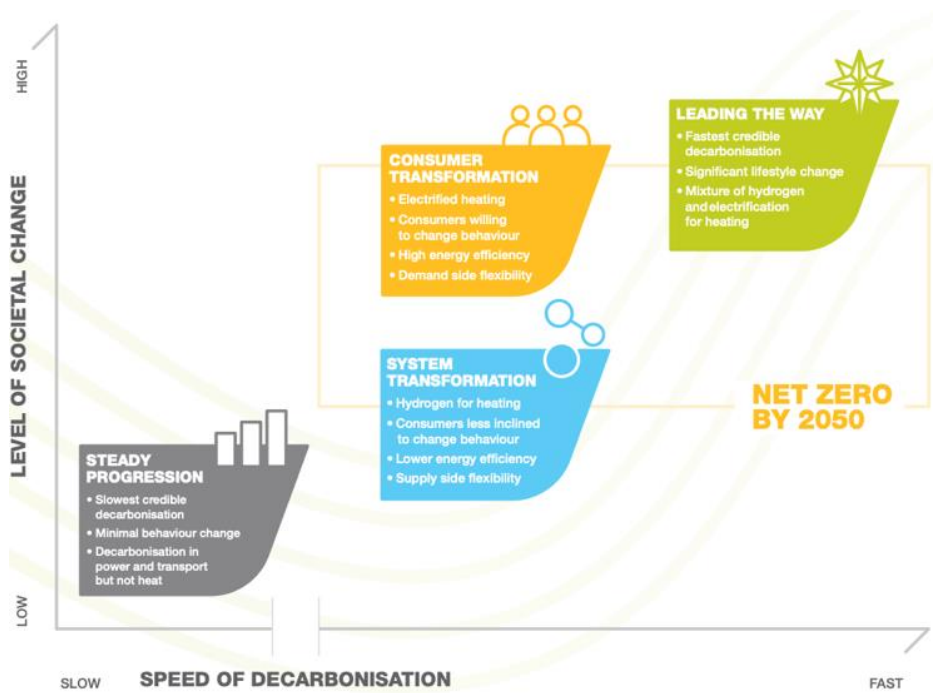 HIGH
LEVEL OF SOCIETAL CHANGE
LOW
LEADING THE WAY
• Fastest credible
decarbonisation
• Significant lifestyle change
• Mixture of hydrogen
and electrification
for heating
CONSUMER
TRANSFORMATION
• Electrified heating
• Consumers willing
to change behaviour
• High energy efficiency
• Demand side flexibility
SYSTEM
TRANSFORMATION
• Hydrogen for heating
• Consumers less inclined
to change behaviour
• Lower energy efficiency
• Supply side flexibility
NET ZERO
BY 2050
STEADY
PROGRESSION
• Slowest credible
decarbonisation
• Minimal behaviour change
• Decarbonisation in
power and transport
but not heat
SLOW
SPEED OF DECARBONISATION
FAST